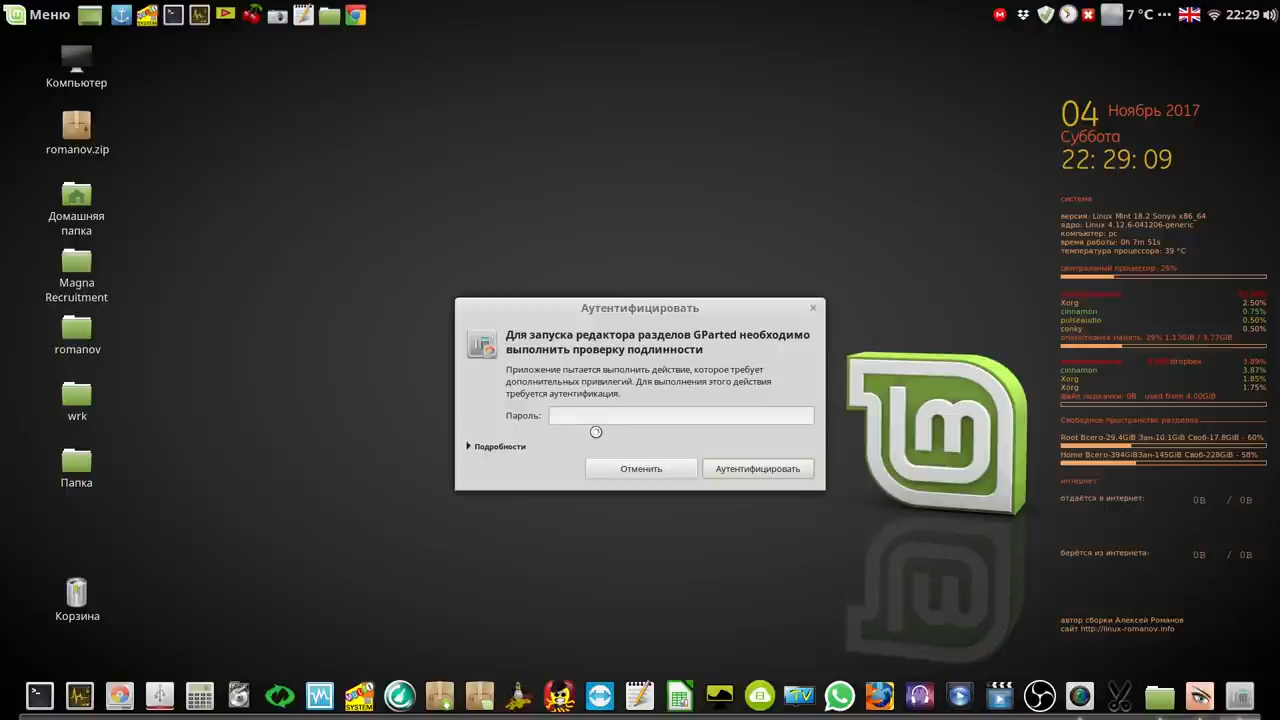 Меню
7 °C
22:29
Компьютер
romanov.zip
Домашняя
папка
Magna
Recruitment
romanov
wrk
Папка
Корзина
04 Ноябрь 2017
Суббота
22: 29: 09
система
версия: Linux Mint 18.2 Sonya x86_64
ядро: Linux 4.12.6-041206-generic
компьютер: pc
время работы: 0h 7m 51s
температура процессора: 39 °C
центральный процессор: 26%
Xorg 2.50%
cinnamon 0.75%
pulseaudio 0.50%
conky 0.50%
оперативная память: 29% 1.13GiB / 3.77GiB
dropbox 3.89%
cinnamon 3.87%
Xorg 1.85%
Xorg 1.75%
файл подкачки: 0B used from 4.00GiB
Свободное пространство разделов
Root Всего-29.4GiB Зан-10.1GiB Своб-17.8GiB - 60%
Home Всего-394GiBЗан-145GiB Своб-228GiB - 58%
интернет:
отдаётся в интернет: 0B / 0B
берётся из интернета: 0B / 0B
автор сборки Алексей Романов
сайт http://linux-romanov.info
Аутентифицировать
Для запуска редактора разделов GParted необходимо
выполнить проверку подлинности
Приложение пытается выполнить действие, которое требует
дополнительных привилегий. Для выполнения этого действия
требуется аутентификация.
Пароль:
Подробности
Отменить Аутентифицировать
TV